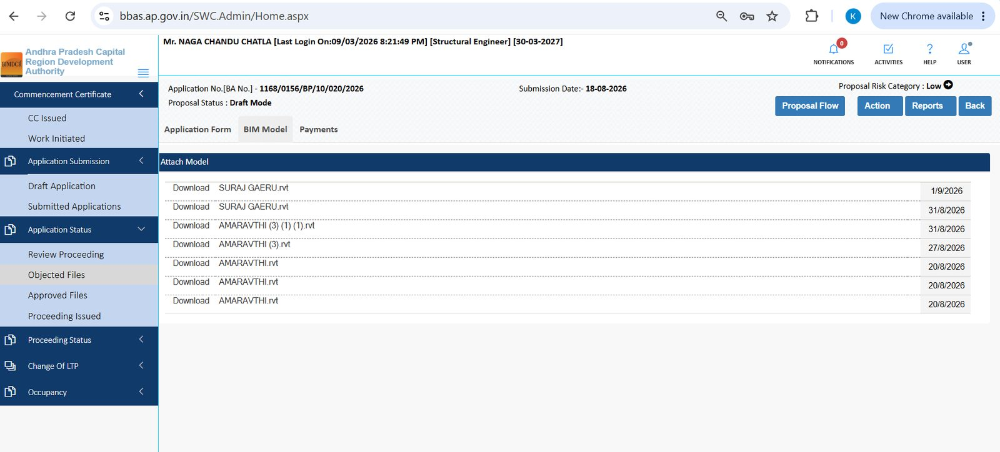 bbas.ap.gov.in/SWC.Admin/Home.aspx
K
New Chrome available
BIMDCR
Andhra Pradesh Capital
Region Development
Authority
Mr. NAGA CHANDU CHATLA [Last Login On:09/03/2026 8:21:49 PM] [Structural Engineer] [30-03-2027]
0
NOTIFICATIONS
ACTIVITIES
HELP
USER
Application No.[BA No.] - 1168/0156/BP/10/020/2026
Submission Date:- 18-08-2026
Proposal Risk Category : Low
Proposal Status : Draft Mode
Proposal Flow
Action
Reports
Back
Application Form
BIM Model
Payments
Commencement Certificate
CC Issued
Work Initiated
Application Submission
Draft Application
Submitted Applications
Application Status
Review Proceeding
Objected Files
Approved Files
Proceeding Issued
Proceeding Status
Change Of LTP
Occupancy
Attach Model
Download SURAJ GAERU.rvt 1/9/2026
Download SURAJ GAERU.rvt 31/8/2026
Download AMARAVTHI (3) (1) (1).rvt 31/8/2026
Download AMARAVTHI (3).rvt 27/8/2026
Download AMARAVTHI.rvt 20/8/2026
Download AMARAVTHI.rvt 20/8/2026
Download AMARAVTHI.rvt 20/8/2026